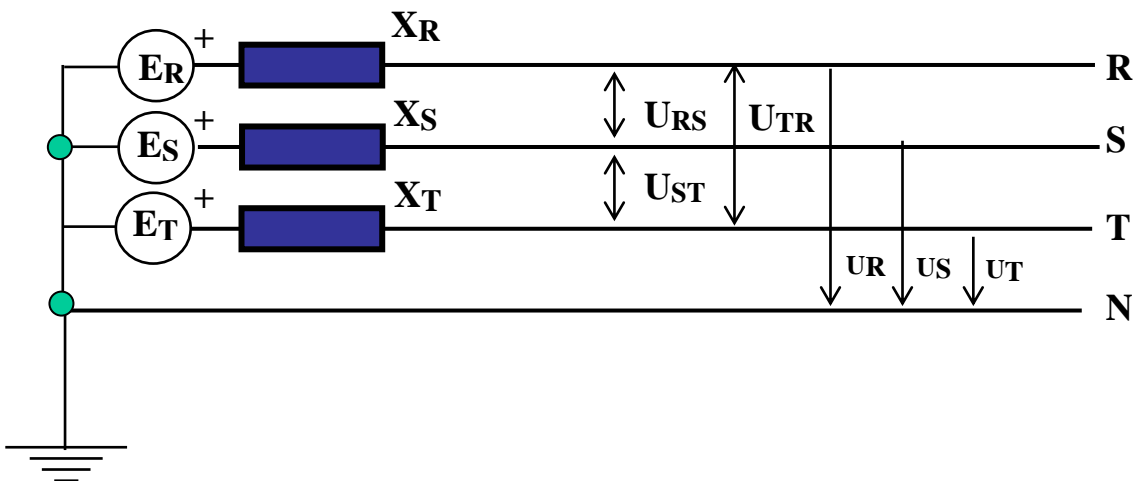 XR
ER + R
XS
URS UTR
ES + S
XT
UST
ET + T
UR US UT
N